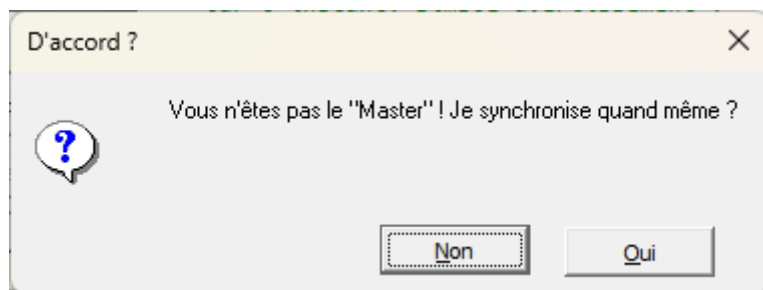 D'accord ?
Vous n'êtes pas le "Master" ! Je synchronise quand même ?
Non
Oui